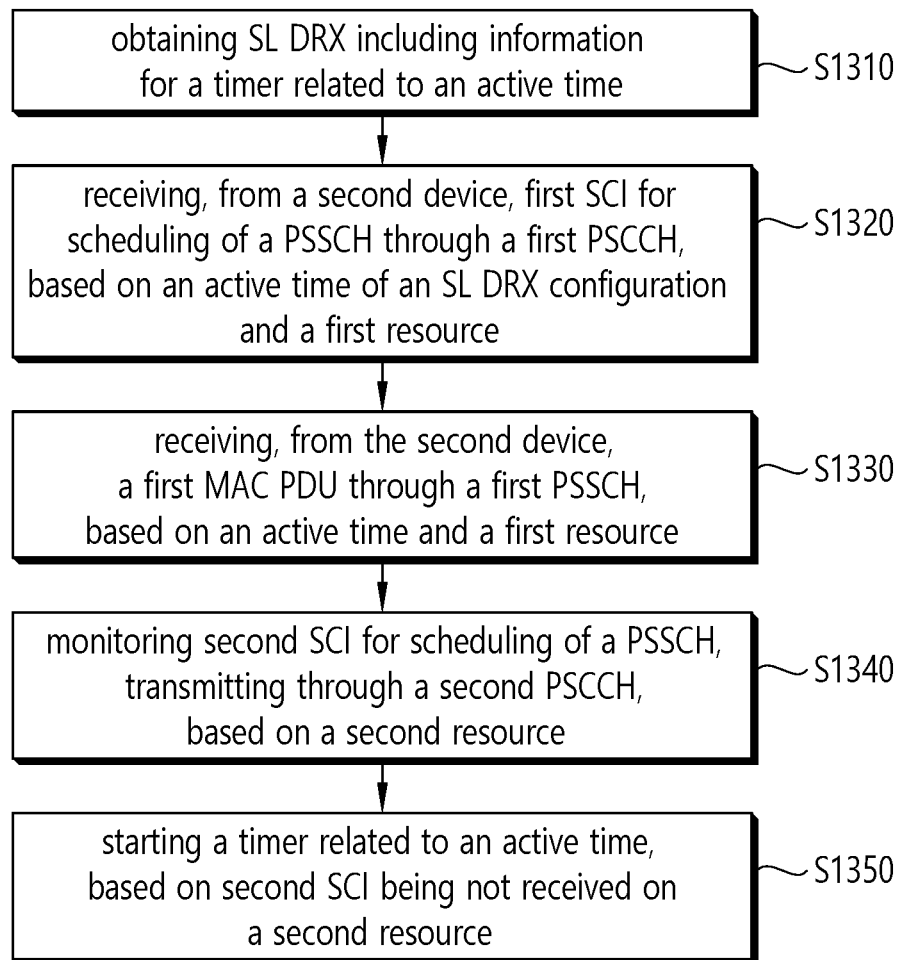 obtaining SL DRX including information
for a timer related to an active time
S1310
receiving, from a second device, first SCI for
scheduling of a PSSCH through a first PSCCH,
based on an active time of an SL DRX configuration
and a first resource
S1320
receiving, from the second device,
a first MAC PDU through a first PSSCH,
based on an active time and a first resource
S1330
monitoring second SCI for scheduling of a PSSCH,
transmitting through a second PSCCH,
based on a second resource
S1340
starting a timer related to an active time,
based on second SCI being not received on
a second resource
S1350